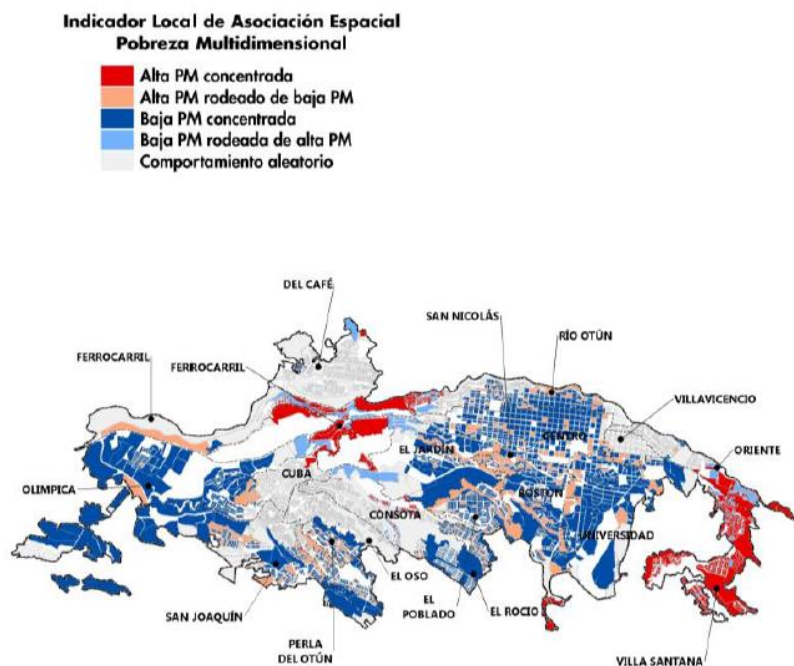 Indicador Local de Asociación Espacial
Pobreza Multidimensional
Alta PM concentrada
Alta PM rodeado de baja PM
Baja PM concentrada
Baja PM rodeada de alta PM
Comportamiento aleatorio
DEL CAFÉ
SAN NICOLÁS
RÍO OTÚN
FERROCARRIL
FERROCARRIL
VILLAVICENCIO
CENTRO
EL JARDÍN
ORIENTE
CUBA
OLIMPICA
BOSTON
CONSOTA
UNIVERSIDAD
EL OSO
SAN JOAQUÍN
EL
POBLADO
EL ROCIO
PERLA
DEL OTÚN
VILLA SANTANA